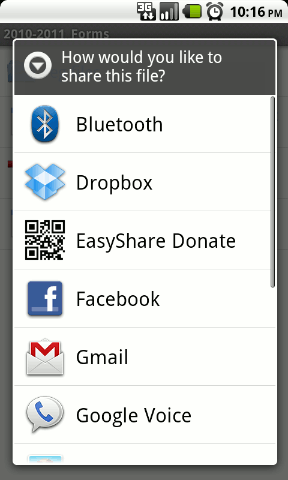 3G
10:16 PM
2010-2011 Forms
How would you like to
share this file?
Bluetooth
Dropbox
EasyShare Donate
Facebook
Gmail
Google Voice